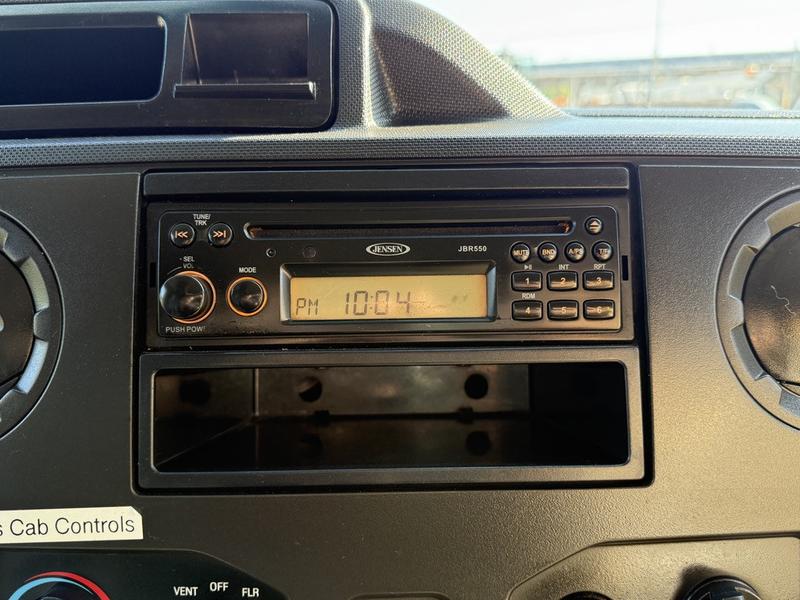 TUNE/
TRK
JENSEN
JBR550
SEL
VOL
MODE
MUTE
BND
A/PS
T/F
▶||
INT
RPT
1
2
3
RDM
4
5
6
PM 10:04
PUSH POW
s Cab Controls
VENT
OFF
FLR